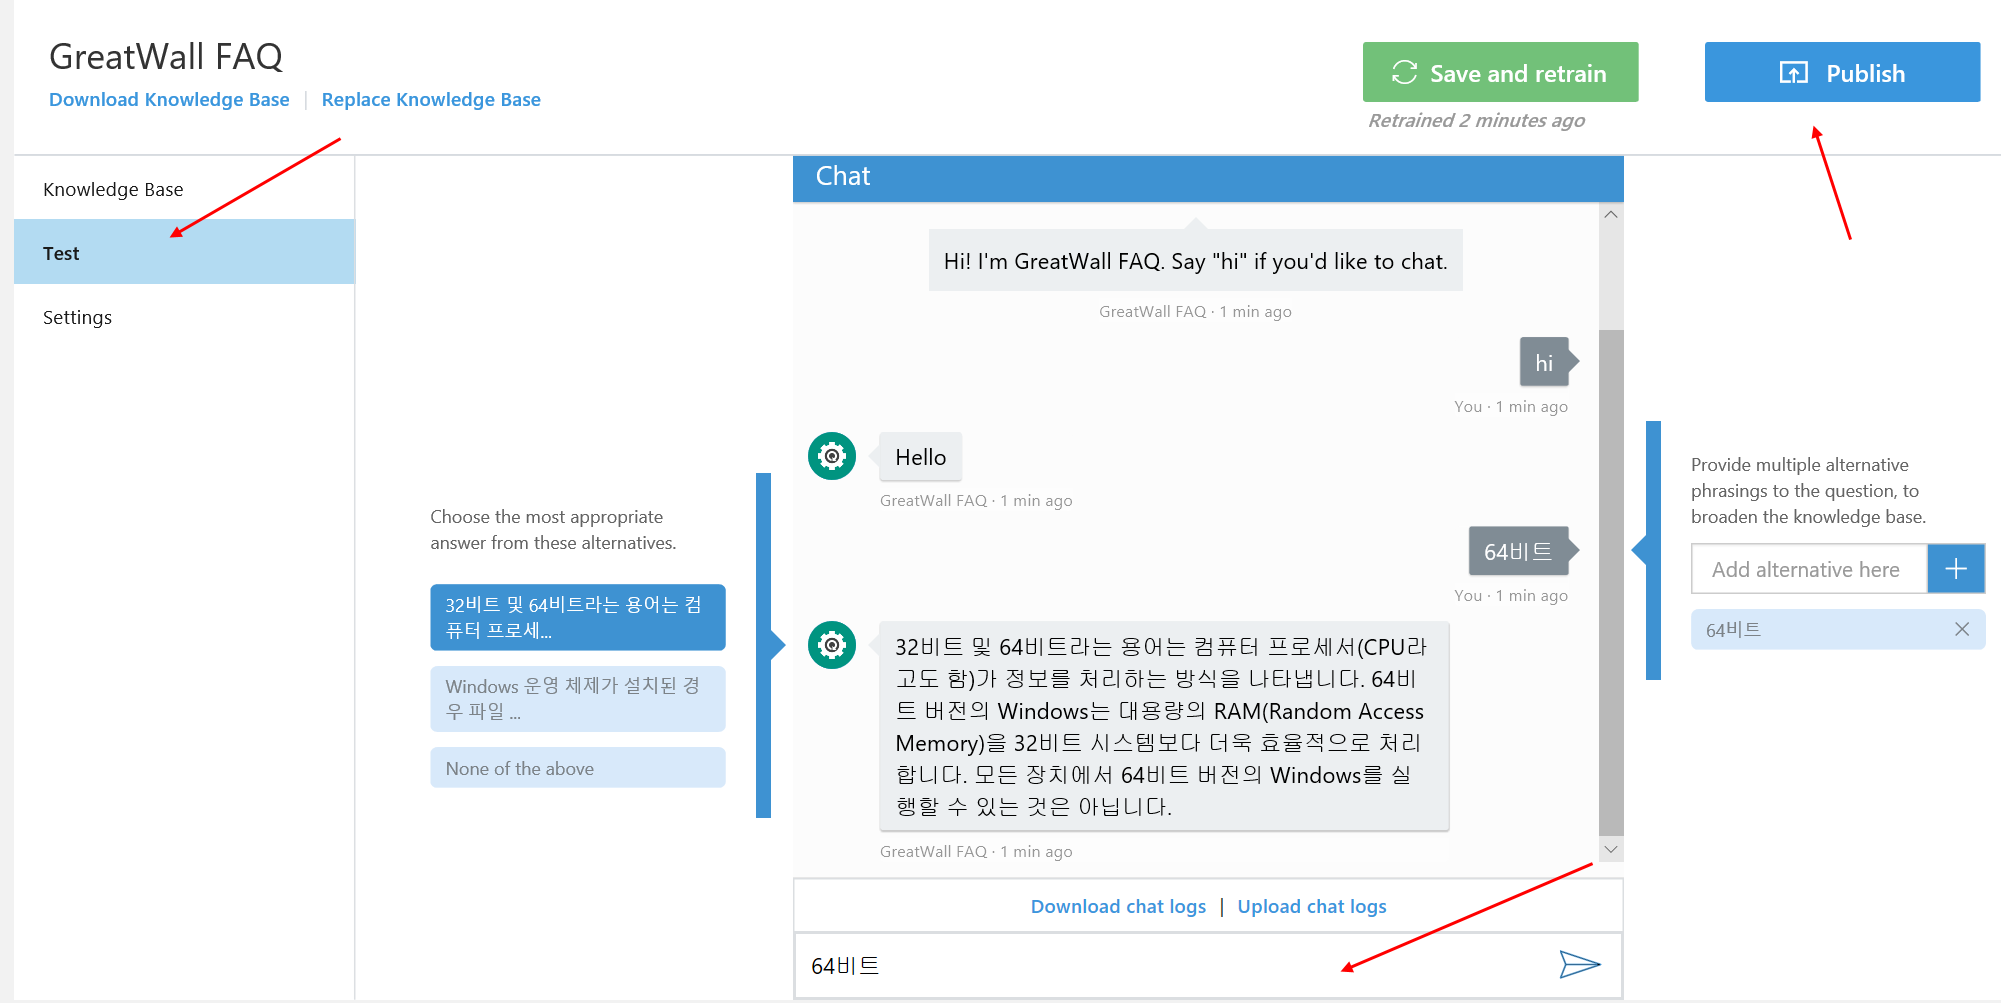 GreatWall FAQ
Download Knowledge Base | Replace Knowledge Base
Save and retrain
Retrained 2 minutes ago
Publish
Knowledge Base
Test
Settings
Choose the most appropriate
answer from these alternatives.
32비트 및 64비트라는 용어는 컴
퓨터 프로세...
Windows 운영 체제가 설치된 경
우 파일 ...
None of the above
Chat
Hi! I'm GreatWall FAQ. Say "hi" if you'd like to chat.
GreatWall FAQ · 1 min ago
hi
You · 1 min ago
Hello
GreatWall FAQ · 1 min ago
64비트
You · 1 min ago
32비트 및 64비트라는 용어는 컴퓨터 프로세서(CPU라
고도 함)가 정보를 처리하는 방식을 나타냅니다. 64비
트 버전의 Windows는 대용량의 RAM(Random Access
Memory)을 32비트 시스템보다 더욱 효율적으로 처리
합니다. 모든 장치에서 64비트 버전의 Windows를 실
행할 수 있는 것은 아닙니다.
GreatWall FAQ · 1 min ago
Download chat logs | Upload chat logs
64비트
Provide multiple alternative
phrasings to the question, to
broaden the knowledge base.
Add alternative here
64비트